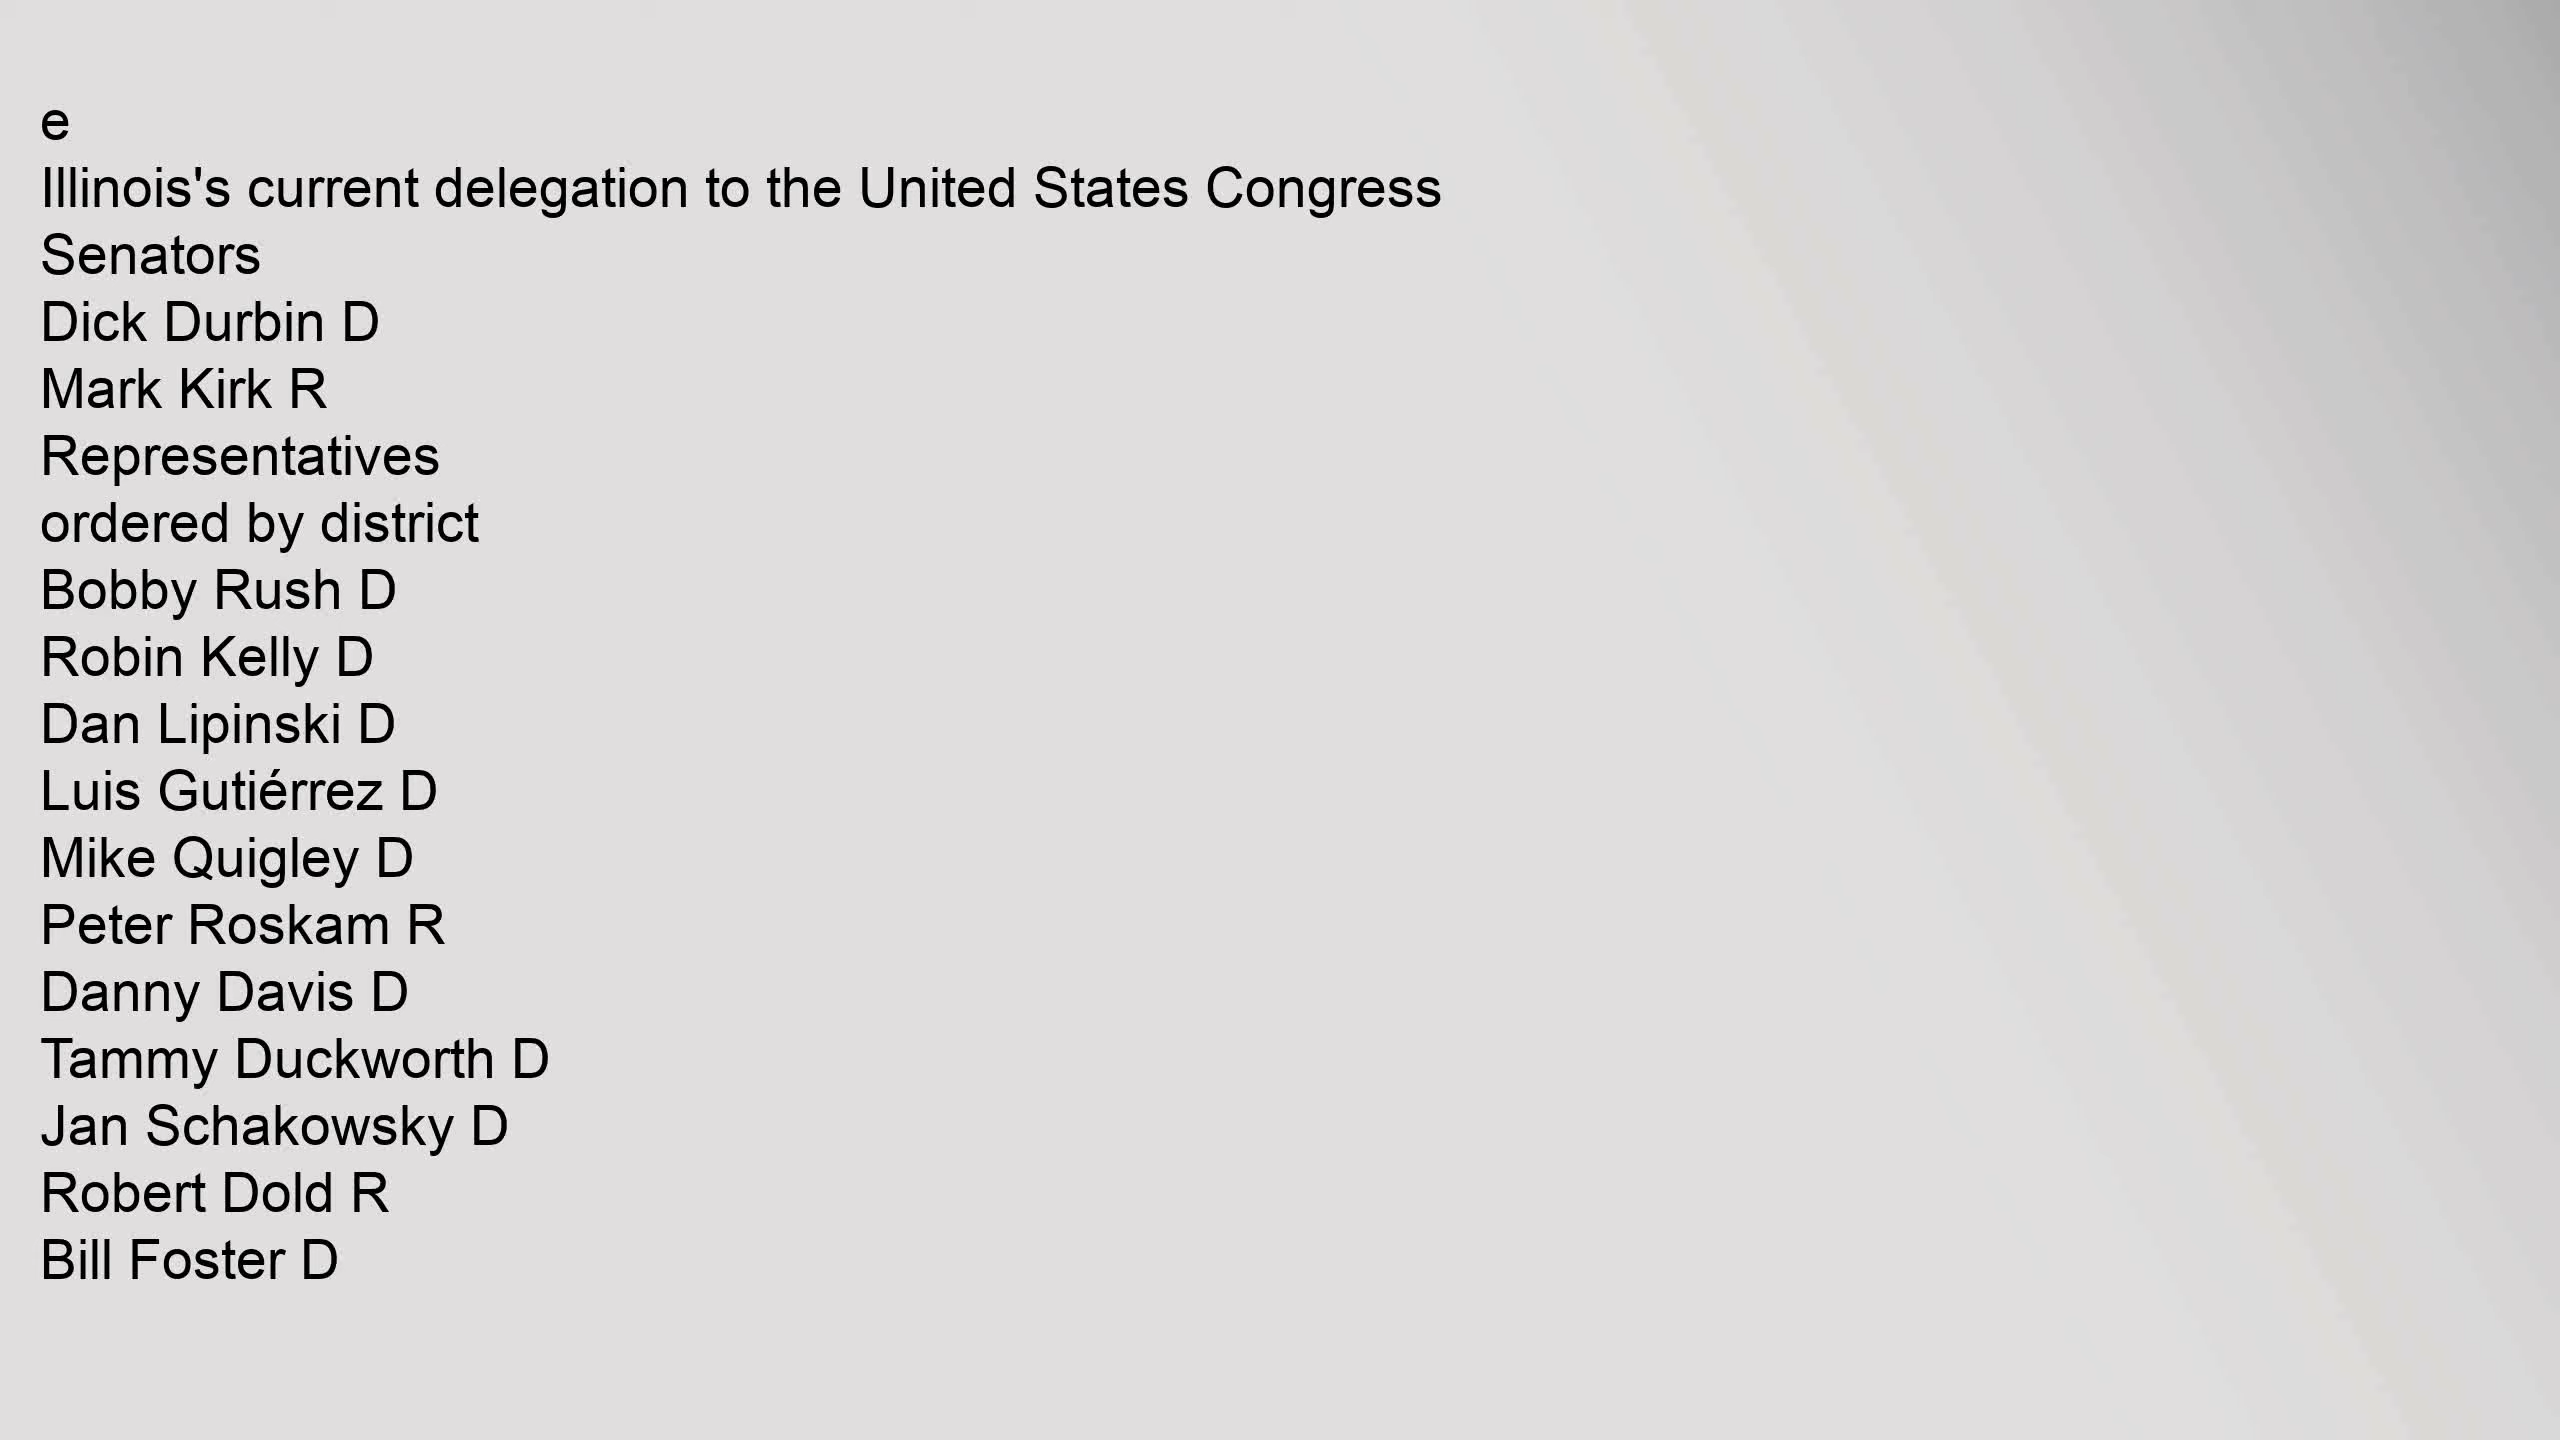 e
Illinois's current delegation to the United States Congress
Senators
Dick Durbin D
Mark Kirk R
Representatives
ordered by district
Bobby Rush D
Robin Kelly D
Dan Lipinski D
Luis Gutiérrez D
Mike Quigley D
Peter Roskam R
Danny Davis D
Tammy Duckworth D
Jan Schakowsky D
Robert Dold R
Bill Foster D